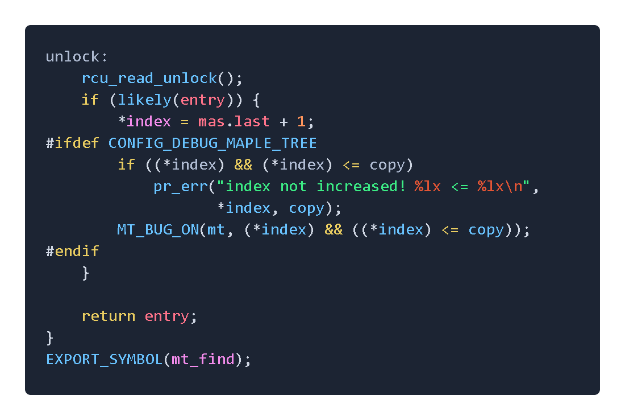 unlock:
    rcu_read_unlock();
    if (likely(entry)) {
        *index = mas.last + 1;
#ifdef CONFIG_DEBUG_MAPLE_TREE
        if ((*index) && (*index) <= copy)
            pr_err("index not increased! %lx <= %lx\n",
                   *index, copy);
        MT_BUG_ON(mt, (*index) && ((*index) <= copy));
#endif
    }

    return entry;
}
EXPORT_SYMBOL(mt_find);